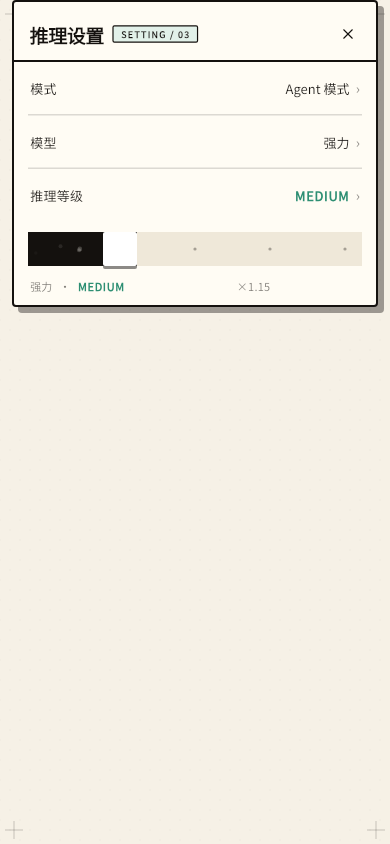 推理设置 SETTING / 03 ×
模式 Agent 模式 ›
模型 强力 ›
推理等级 MEDIUM ›
强力 · MEDIUM ×1.15